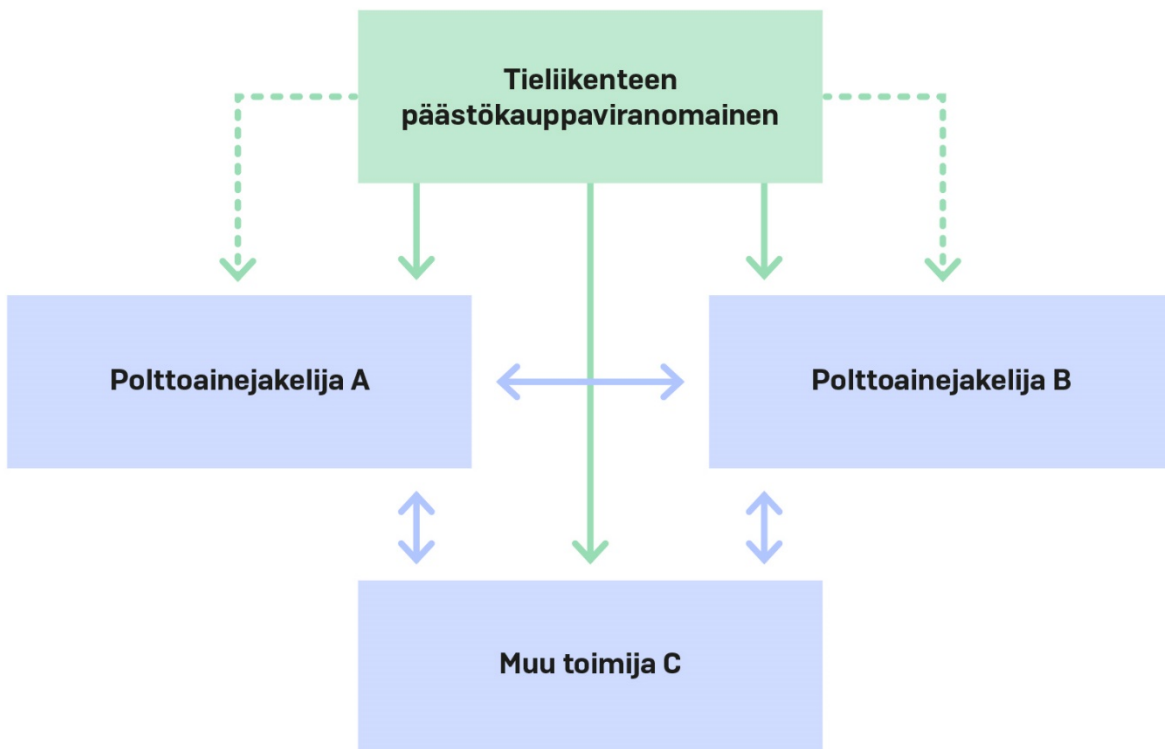 Tieliikenteen
päästökauppaviranomainen
Polttoainejakelija A
Polttoainejakelija B
Muu toimija C